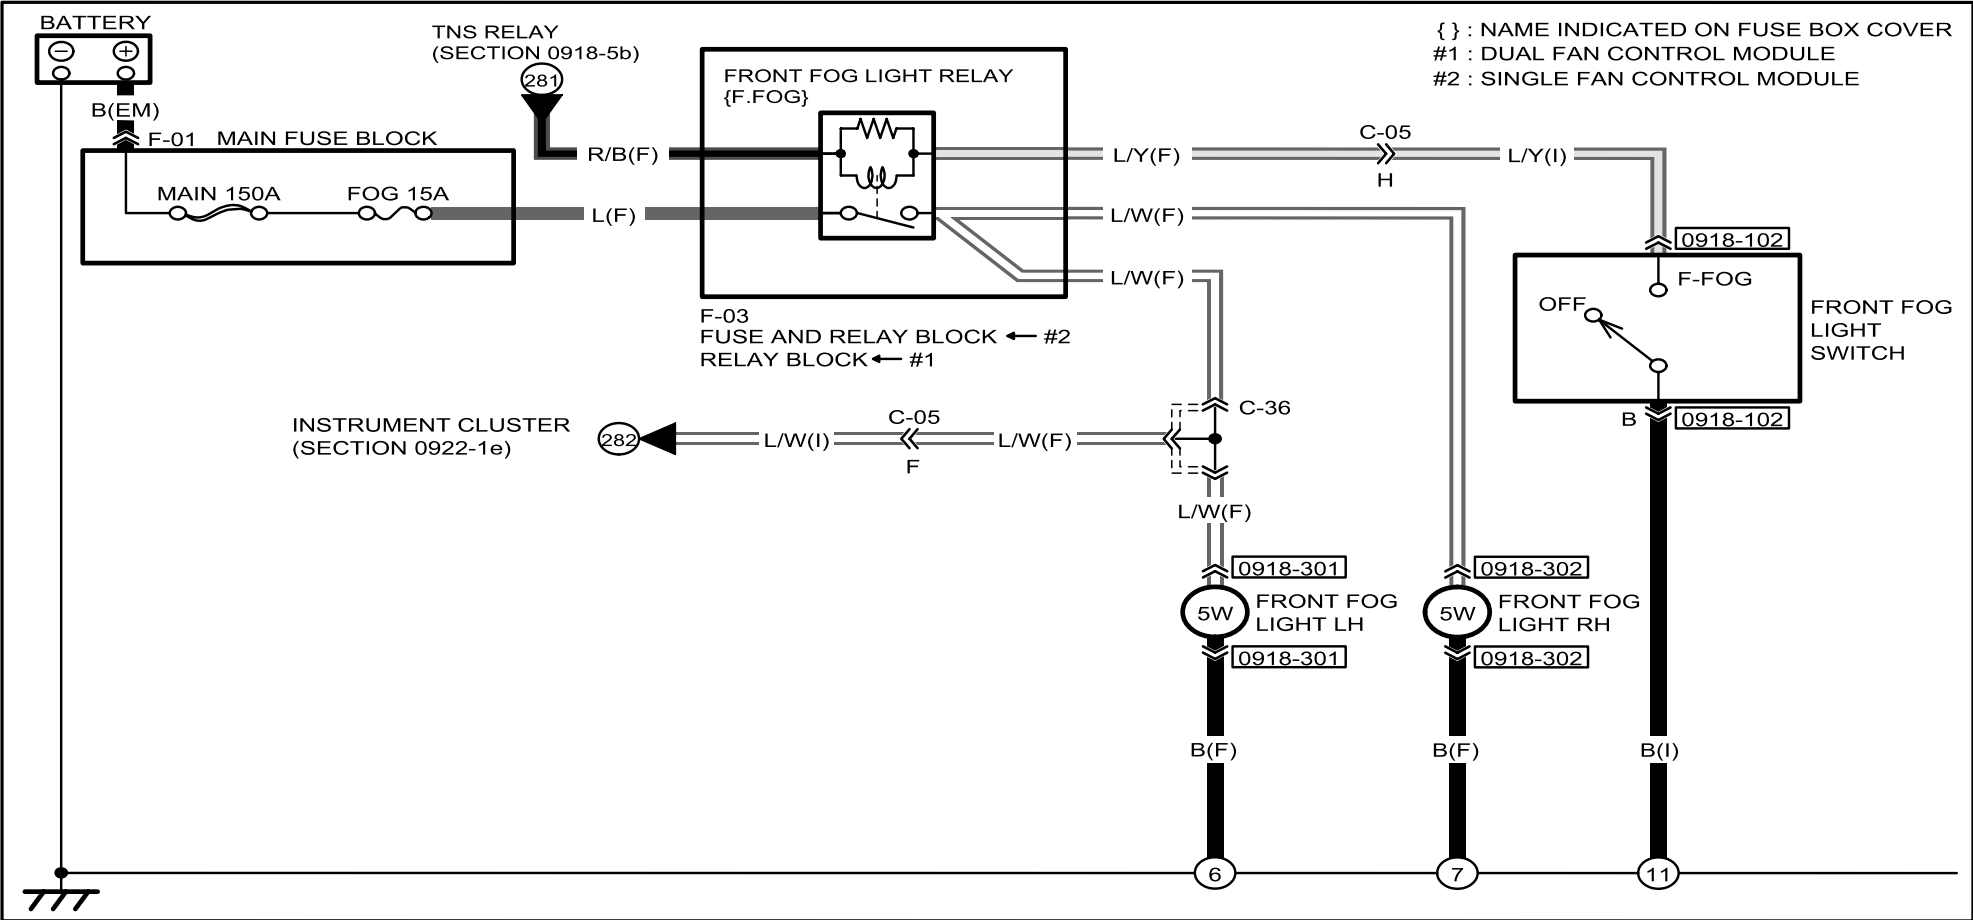 BATTERY
− +
B(EM)
F-01 MAIN FUSE BLOCK
MAIN 150A FOG 15A
TNS RELAY
(SECTION 0918-5b)
281
R/B(F)
L(F)
FRONT FOG LIGHT RELAY
{F.FOG}
F-03
FUSE AND RELAY BLOCK ← #2
RELAY BLOCK ← #1
{ } : NAME INDICATED ON FUSE BOX COVER
#1 : DUAL FAN CONTROL MODULE
#2 : SINGLE FAN CONTROL MODULE
L/Y(F)
C-05
H
L/Y(I)
L/W(F)
L/W(F)
0918-102
F-FOG
OFF
FRONT FOG
LIGHT
SWITCH
B
0918-102
INSTRUMENT CLUSTER
(SECTION 0922-1e)
282
L/W(I)
C-05
F
L/W(F)
C-36
L/W(F)
0918-301
5W
FRONT FOG
LIGHT LH
0918-301
0918-302
5W
FRONT FOG
LIGHT RH
0918-302
B(F)
B(F)
B(I)
6
7
11